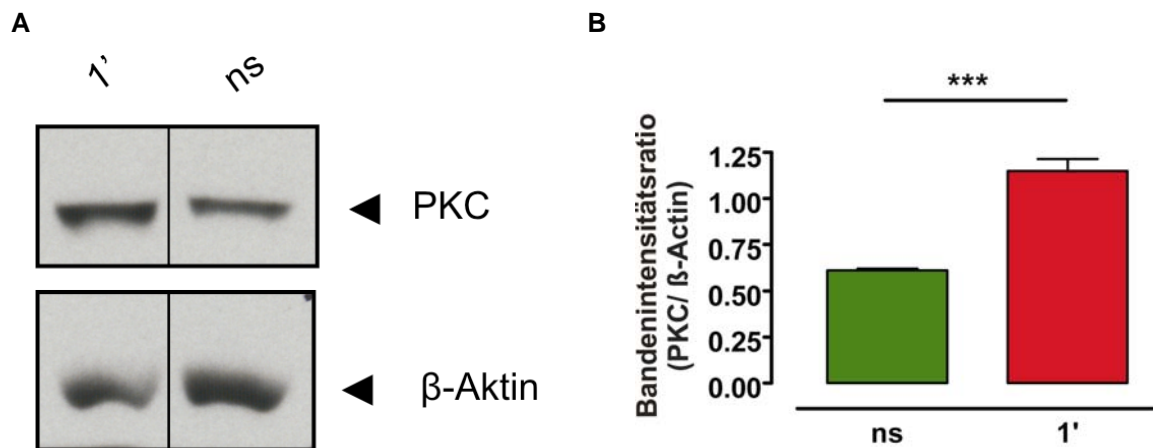 A
1’
ns
PKC
β-Aktin
B
***
Bandenintensitätsratio
(PKC/ ß-Actin)
1.25
1.00
0.75
0.50
0.25
0.00
ns
1'